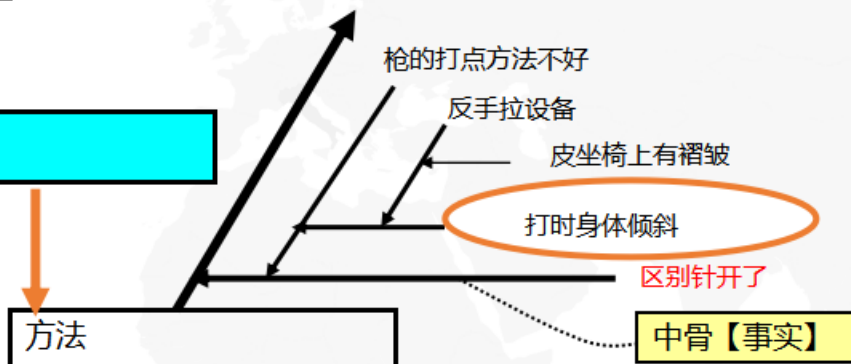 枪的打点方法不好
反手拉设备
皮坐椅上有褶皱
打时身体倾斜
区别针开了
方法
中骨【事实】